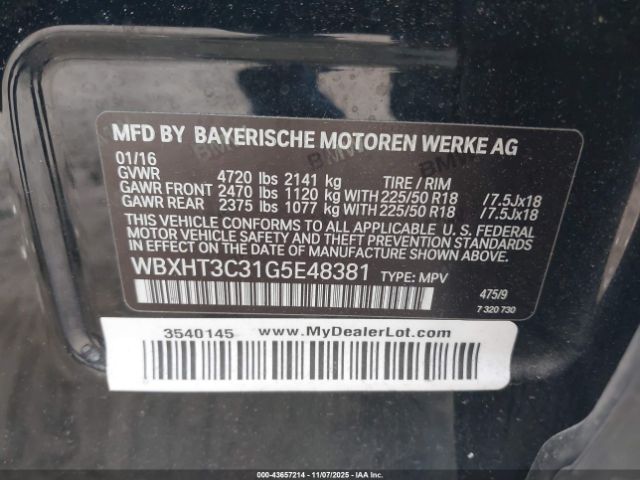 MFD BY BAYERISCHE MOTOREN WERKE AG
01/16
GVWR 4720 lbs 2141 kg TIRE / RIM
GAWR FRONT 2470 lbs 1120 kg WITH 225/50 R18 /7.5Jx18
GAWR REAR 2375 lbs 1077 kg WITH 225/50 R18 /7.5Jx18
THIS VEHICLE CONFORMS TO ALL APPLICABLE U. S. FEDERAL
MOTOR VEHICLE SAFETY, BUMPER, AND THEFT PREVENTION
STANDARDS IN EFFECT ON THE DATE OF MANUFACTURE SHOWN ABOVE.
WBXHT3C31G5E48381 TYPE: MPV
475/9
7 320 730
3540145 www.MyDealerLot.com
000-43657214 - 11/07/2025 - IAAI, Inc.